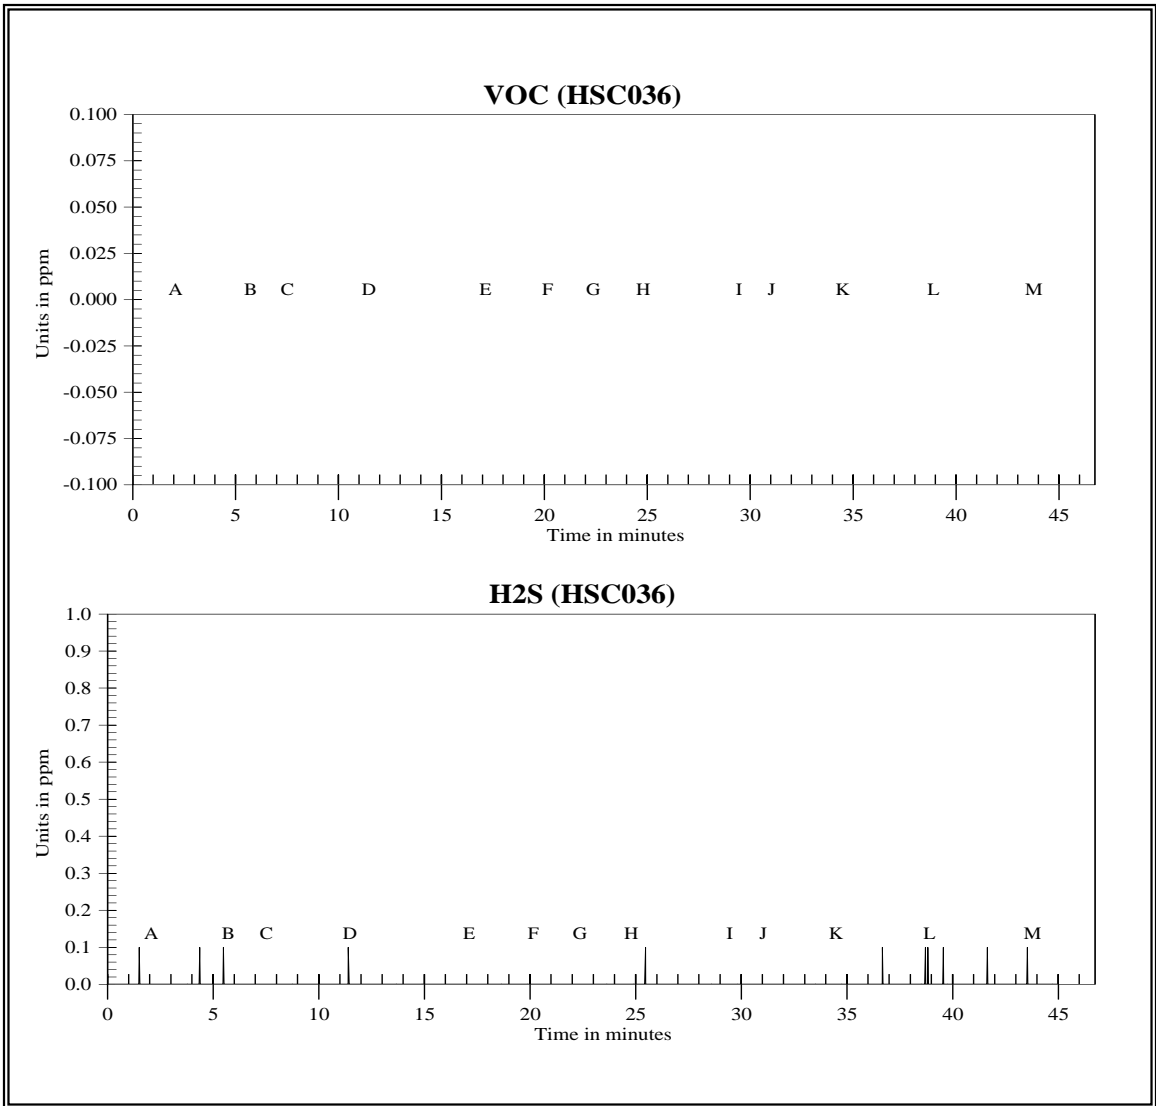 VOC (HSC036)
0.100
0.075
0.050
0.025
0.000
-0.025
-0.050
-0.075
-0.100
Units in ppm
A B C D E F G H I J K L M
0 5 10 15 20 25 30 35 40 45
Time in minutes
H2S (HSC036)
1.0
0.9
0.8
0.7
0.6
0.5
0.4
0.3
0.2
0.1
0.0
Units in ppm
A B C D E F G H I J K L M
0 5 10 15 20 25 30 35 40 45
Time in minutes